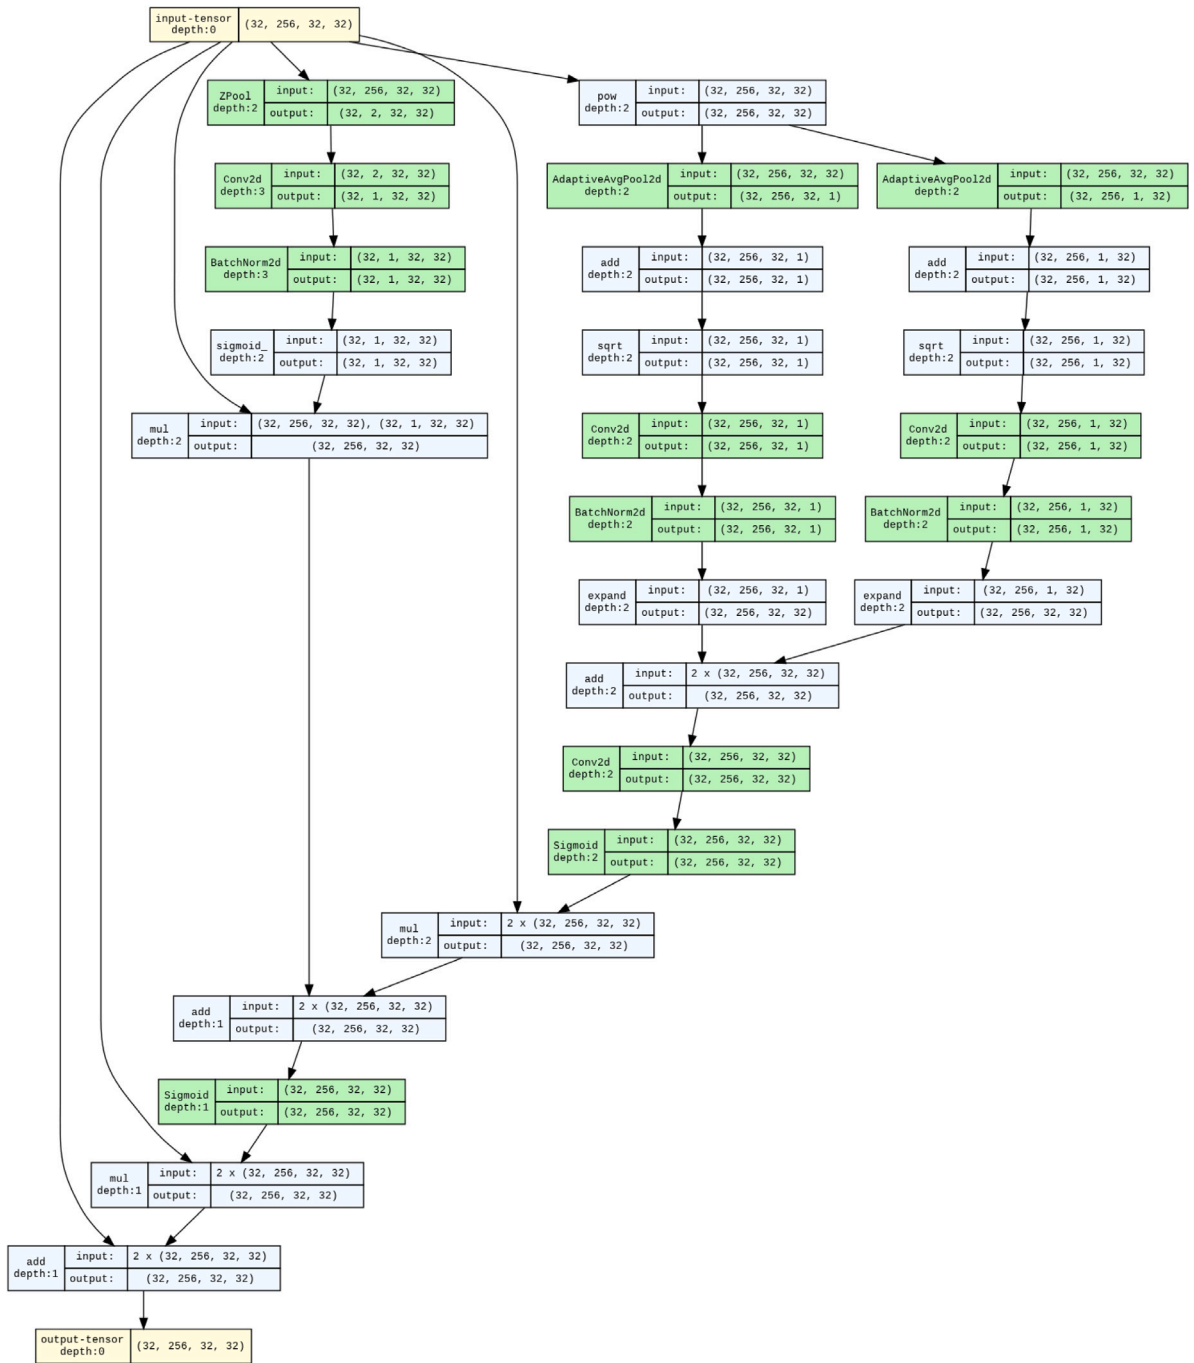 input-tensor
depth:0
(32, 256, 32, 32)
ZPool
depth:2
input:
(32, 256, 32, 32)
output:
(32, 2, 32, 32)
pow
depth:2
input:
(32, 256, 32, 32)
output:
(32, 256, 32, 32)
Conv2d
depth:3
input:
(32, 2, 32, 32)
output:
(32, 1, 32, 32)
AdaptiveAvgPool2d
depth:2
input:
(32, 256, 32, 32)
output:
(32, 256, 32, 1)
AdaptiveAvgPool2d
depth:2
input:
(32, 256, 32, 32)
output:
(32, 256, 1, 32)
BatchNorm2d
depth:3
input:
(32, 1, 32, 32)
output:
(32, 1, 32, 32)
add
depth:2
input:
(32, 256, 32, 1)
output:
(32, 256, 32, 1)
add
depth:2
input:
(32, 256, 1, 32)
output:
(32, 256, 1, 32)
sigmoid_
depth:2
input:
(32, 1, 32, 32)
output:
(32, 1, 32, 32)
sqrt
depth:2
input:
(32, 256, 32, 1)
output:
(32, 256, 32, 1)
sqrt
depth:2
input:
(32, 256, 1, 32)
output:
(32, 256, 1, 32)
mul
depth:2
input:
(32, 256, 32, 32), (32, 1, 32, 32)
output:
(32, 256, 32, 32)
Conv2d
depth:2
input:
(32, 256, 32, 1)
output:
(32, 256, 32, 1)
Conv2d
depth:2
input:
(32, 256, 1, 32)
output:
(32, 256, 1, 32)
BatchNorm2d
depth:2
input:
(32, 256, 32, 1)
output:
(32, 256, 32, 1)
BatchNorm2d
depth:2
input:
(32, 256, 1, 32)
output:
(32, 256, 1, 32)
expand
depth:2
input:
(32, 256, 32, 1)
output:
(32, 256, 32, 32)
expand
depth:2
input:
(32, 256, 1, 32)
output:
(32, 256, 32, 32)
add
depth:2
input:
2 x (32, 256, 32, 32)
output:
(32, 256, 32, 32)
Conv2d
depth:2
input:
(32, 256, 32, 32)
output:
(32, 256, 32, 32)
Sigmoid
depth:2
input:
(32, 256, 32, 32)
output:
(32, 256, 32, 32)
mul
depth:2
input:
2 x (32, 256, 32, 32)
output:
(32, 256, 32, 32)
add
depth:1
input:
2 x (32, 256, 32, 32)
output:
(32, 256, 32, 32)
Sigmoid
depth:1
input:
(32, 256, 32, 32)
output:
(32, 256, 32, 32)
mul
depth:1
input:
2 x (32, 256, 32, 32)
output:
(32, 256, 32, 32)
add
depth:1
input:
2 x (32, 256, 32, 32)
output:
(32, 256, 32, 32)
output-tensor
depth:0
(32, 256, 32, 32)